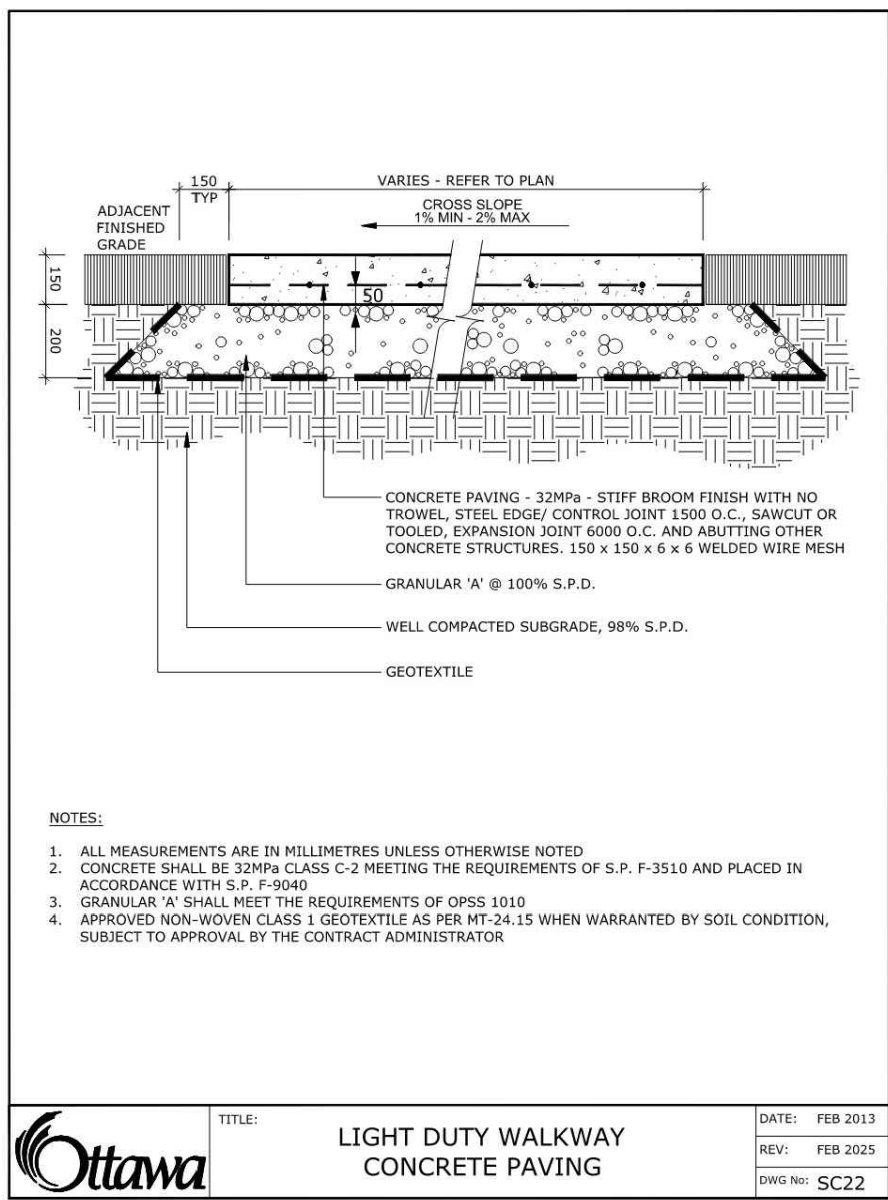 150
TYP
VARIES - REFER TO PLAN
CROSS SLOPE
1% MIN - 2% MAX
ADJACENT
FINISHED
GRADE
150
50
200
CONCRETE PAVING - 32MPa - STIFF BROOM FINISH WITH NO
TROWEL, STEEL EDGE/ CONTROL JOINT 1500 O.C., SAWCUT OR
TOOLED, EXPANSION JOINT 6000 O.C. AND ABUTTING OTHER
CONCRETE STRUCTURES. 150 x 150 x 6 x 6 WELDED WIRE MESH
GRANULAR 'A' @ 100% S.P.D.
WELL COMPACTED SUBGRADE, 98% S.P.D.
GEOTEXTILE
NOTES:
1. ALL MEASUREMENTS ARE IN MILLIMETRES UNLESS OTHERWISE NOTED
2. CONCRETE SHALL BE 32MPa CLASS C-2 MEETING THE REQUIREMENTS OF S.P. F-3510 AND PLACED IN
ACCORDANCE WITH S.P. F-9040
3. GRANULAR 'A' SHALL MEET THE REQUIREMENTS OF OPSS 1010
4. APPROVED NON-WOVEN CLASS 1 GEOTEXTILE AS PER MT-24.15 WHEN WARRANTED BY SOIL CONDITION,
SUBJECT TO APPROVAL BY THE CONTRACT ADMINISTRATOR
Ottawa
TITLE:
LIGHT DUTY WALKWAY
CONCRETE PAVING
DATE: FEB 2013
REV: FEB 2025
DWG No: SC22